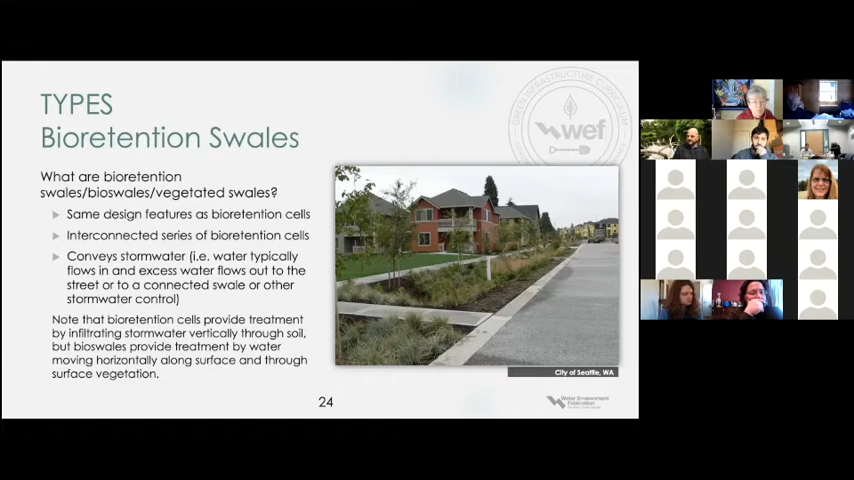 TYPES
Bioretention Swales
GREEN INFRASTRUCTURE CURRICULUM
wef
What are bioretention
swales/bioswales/vegetated swales?
Same design features as bioretention cells
Interconnected series of bioretention cells
Conveys stormwater (i.e. water typically
flows in and excess water flows out to the
street or to a connected swale or other
stormwater control)
Note that bioretention cells provide treatment
by infiltrating stormwater vertically through soil,
but bioswales provide treatment by water
moving horizontally along surface and through
surface vegetation.
City of Seattle, WA
24
Water Environment
Federation